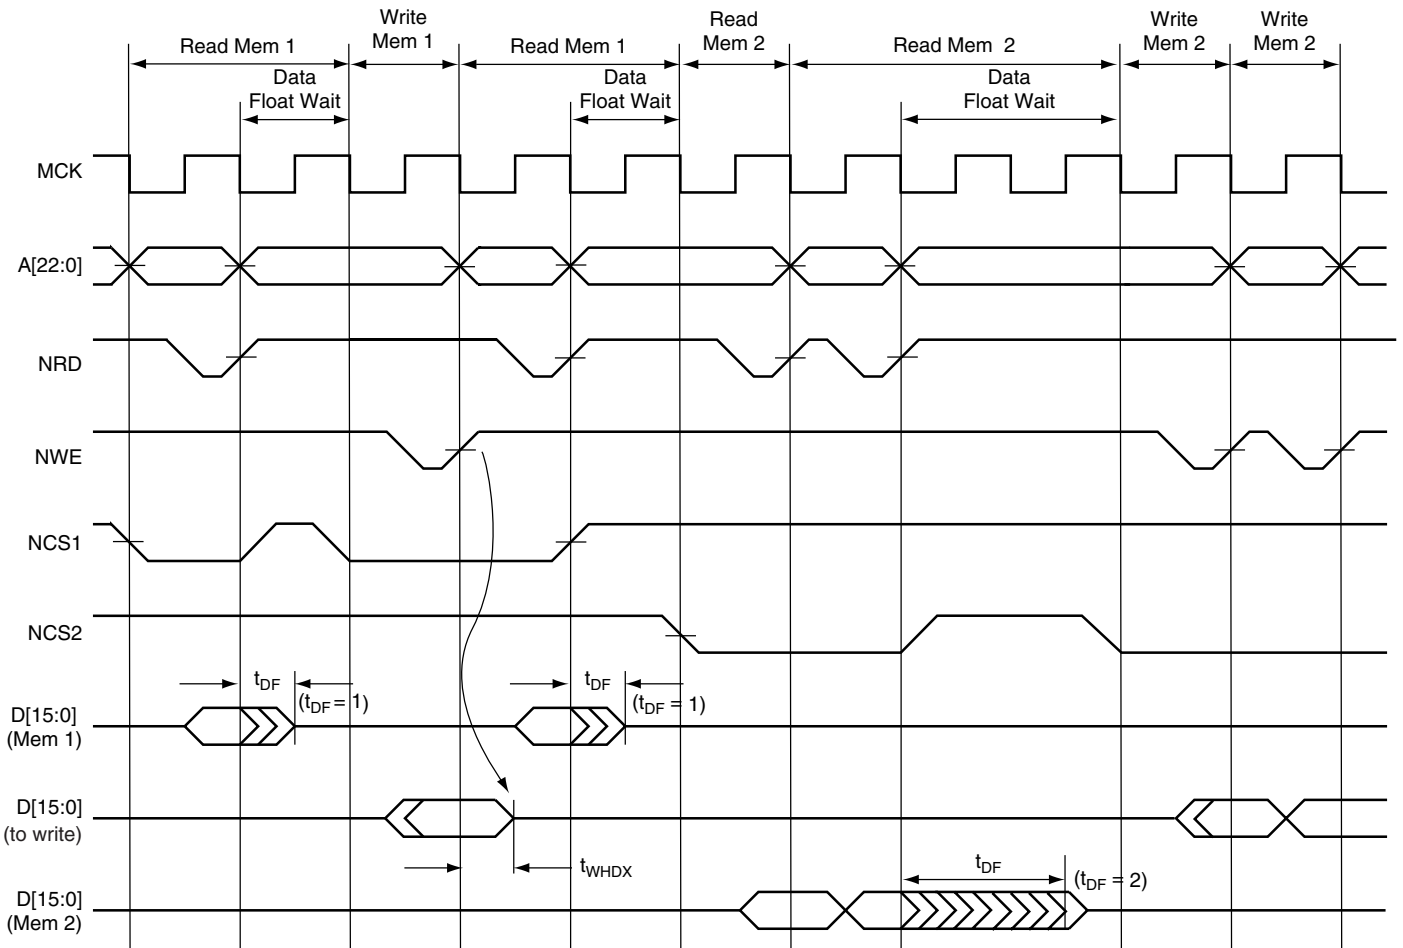 Read Mem 1
Write
Mem 1
Read Mem 1
Read
Mem 2
Read Mem 2
Write
Mem 2
Write
Mem 2
Data
Float Wait
Data
Float Wait
Data
Float Wait
MCK
A[22:0]
NRD
NWE
NCS1
NCS2
tDF
(tDF = 1)
tDF
(tDF = 1)
D[15:0]
(Mem 1)
D[15:0]
(to write)
tWHDX
tDF
(tDF = 2)
D[15:0]
(Mem 2)